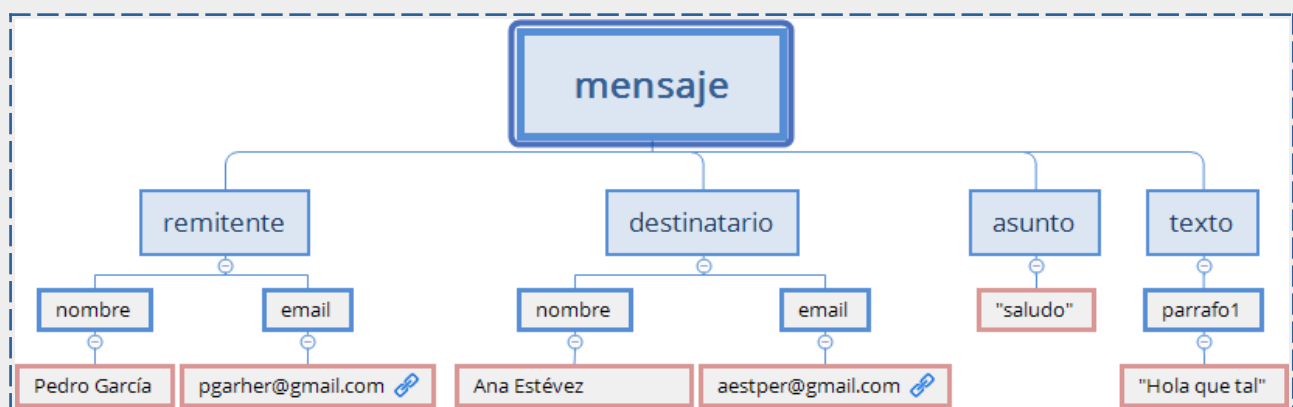 mensaje
remitente
destinatario
asunto
texto
nombre
email
nombre
email
"saludo"
parrafo1
Pedro García
pgarher@gmail.com
Ana Estévez
aestper@gmail.com
"Hola que tal"